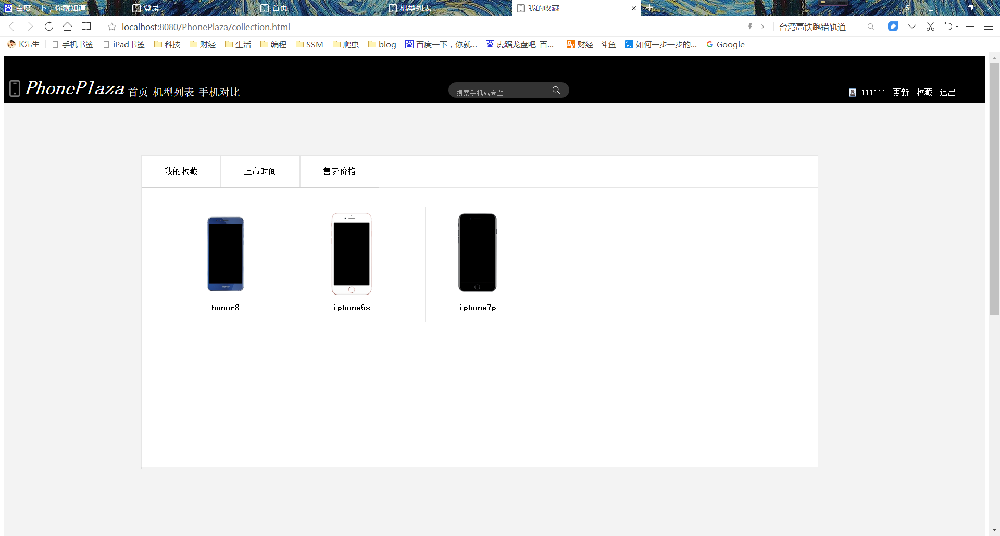 百度一下，你就知道 登录 首页 机型列表 我的收藏 5
localhost:8080/PhonePlaza/collection.html 台湾高铁跑错轨道
K先生 手机书签 iPad书签 科技 财经 生活 编程 SSM 爬虫 blog 百度一下，你就... 虎踞龙盘吧_百... 财经 - 斗鱼 如何一步一步的... Google
PhonePlaza 首页 机型列表 手机对比 搜索手机或专题 111111 更新 收藏 退出
我的收藏 上市时间 售卖价格
honor
honor8 iphone6s iphone7p